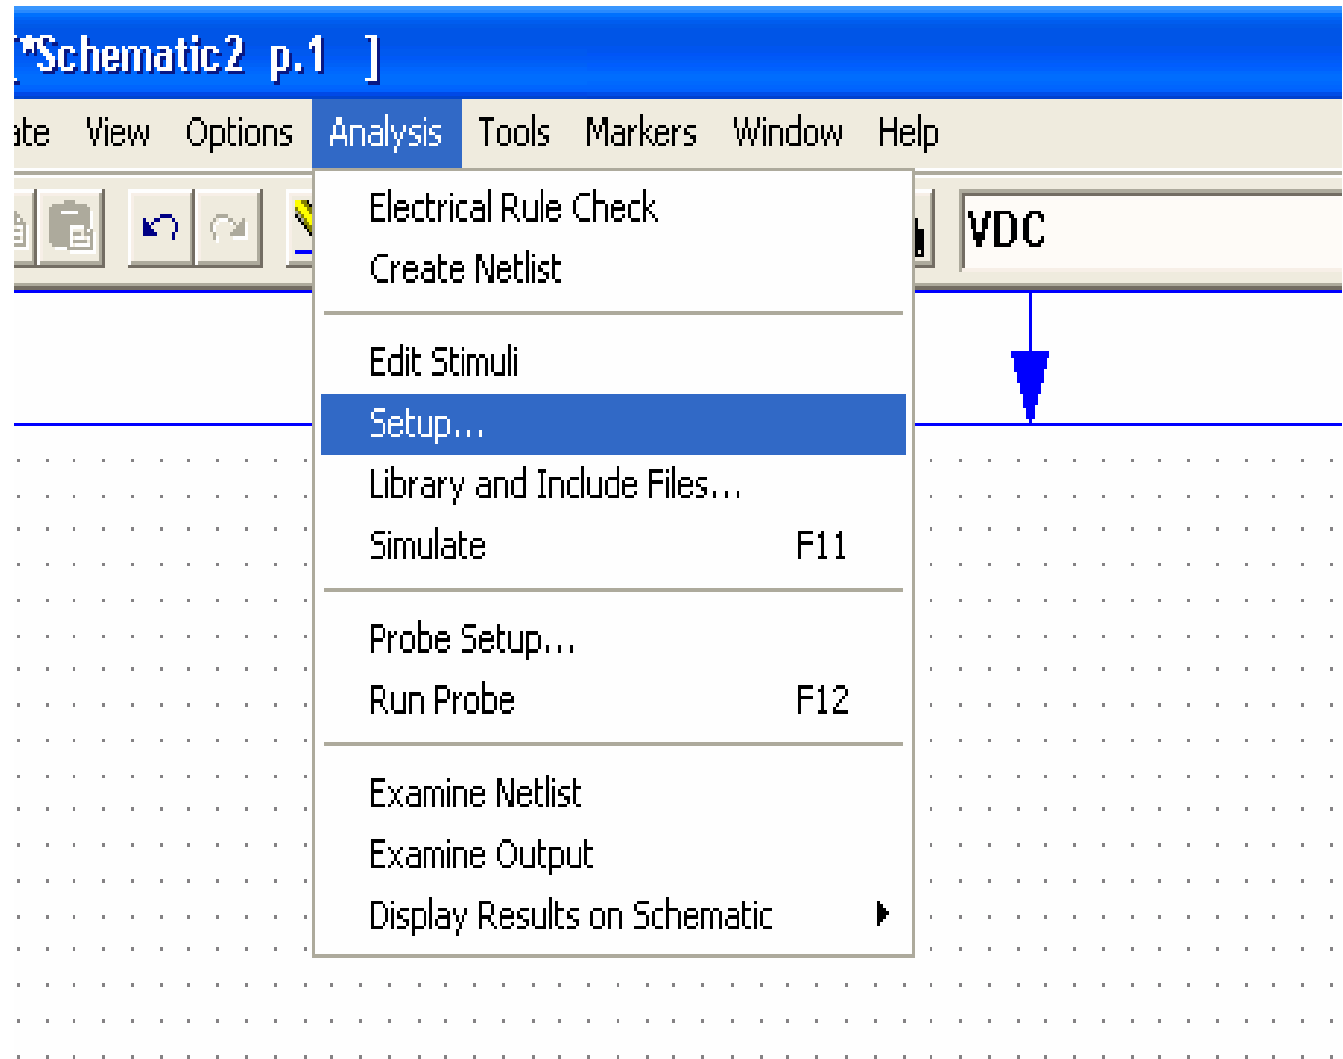 [*Schematic2 p.1 ]
View Options Analysis Tools Markers Window Help
VDC
Electrical Rule Check
Create Netlist
Edit Stimuli
Setup...
Library and Include Files...
Simulate F11
Probe Setup...
Run Probe F12
Examine Netlist
Examine Output
Display Results on Schematic